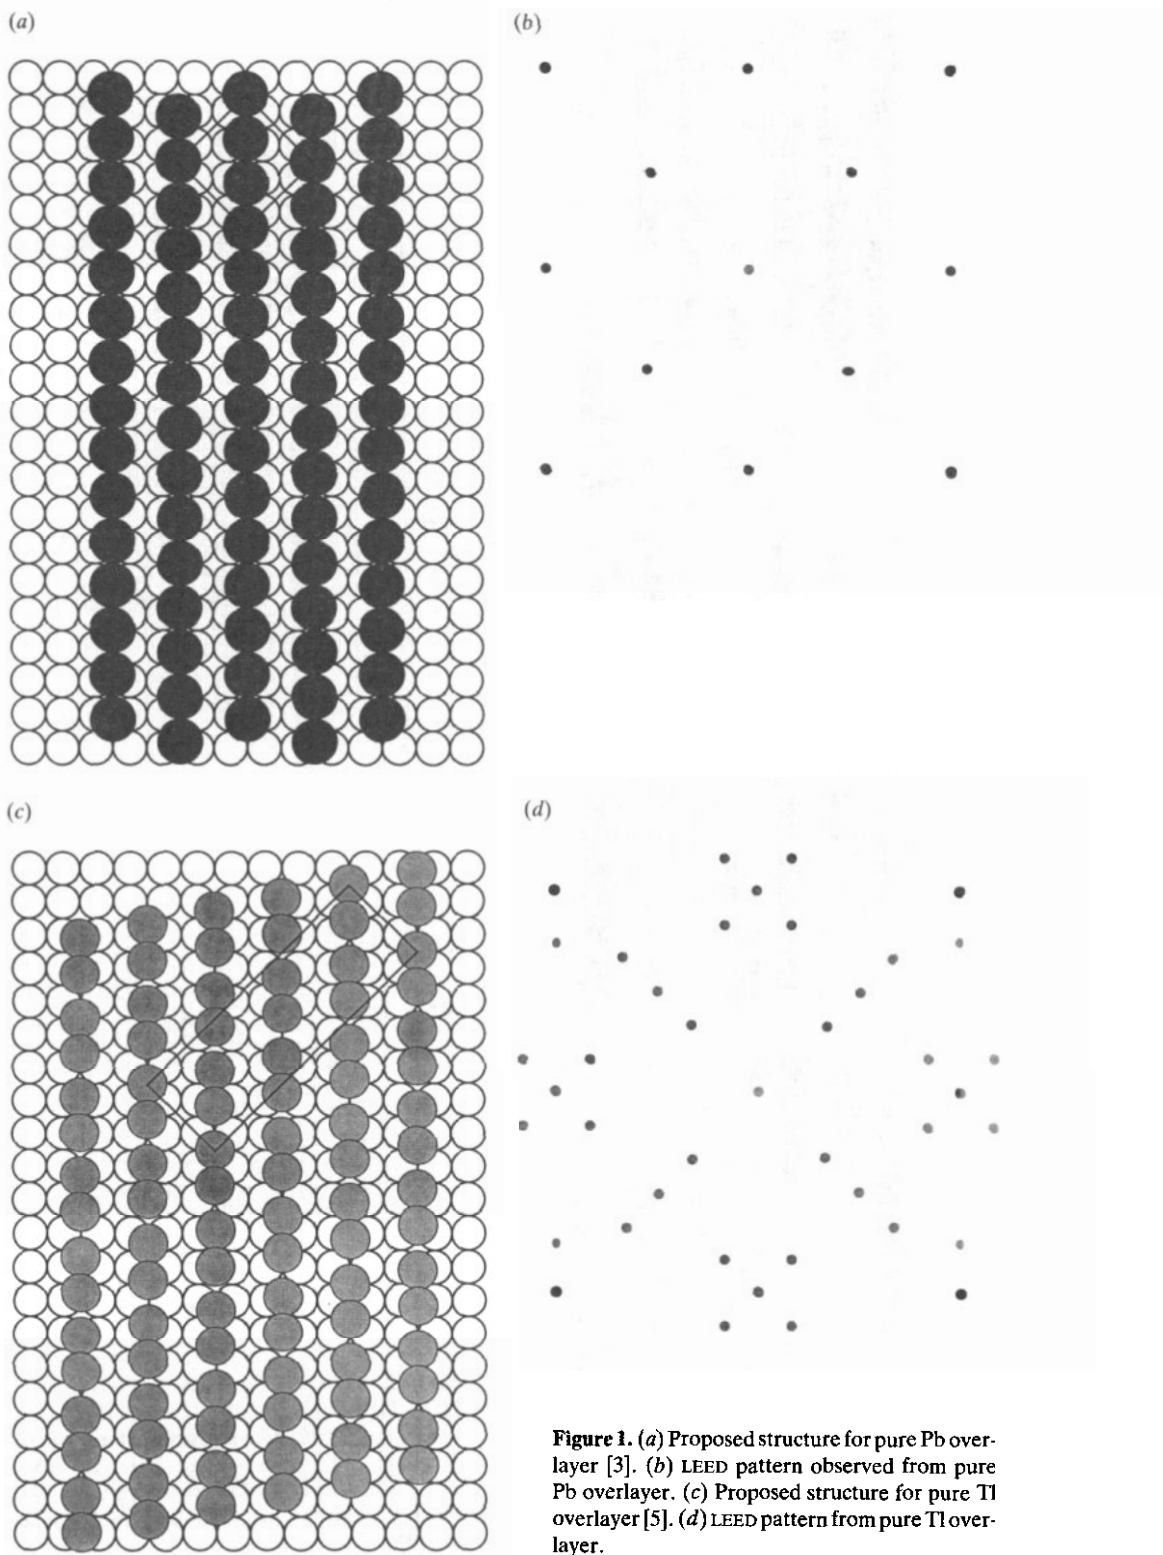 (a)
(b)
(c)
(d)
Figure 1. (a) Proposed structure for pure Pb over-
layer [3]. (b) LEED pattern observed from pure
Pb overlayer. (c) Proposed structure for pure Tl
overlayer [5]. (d) LEED pattern from pure Tl over-
layer.